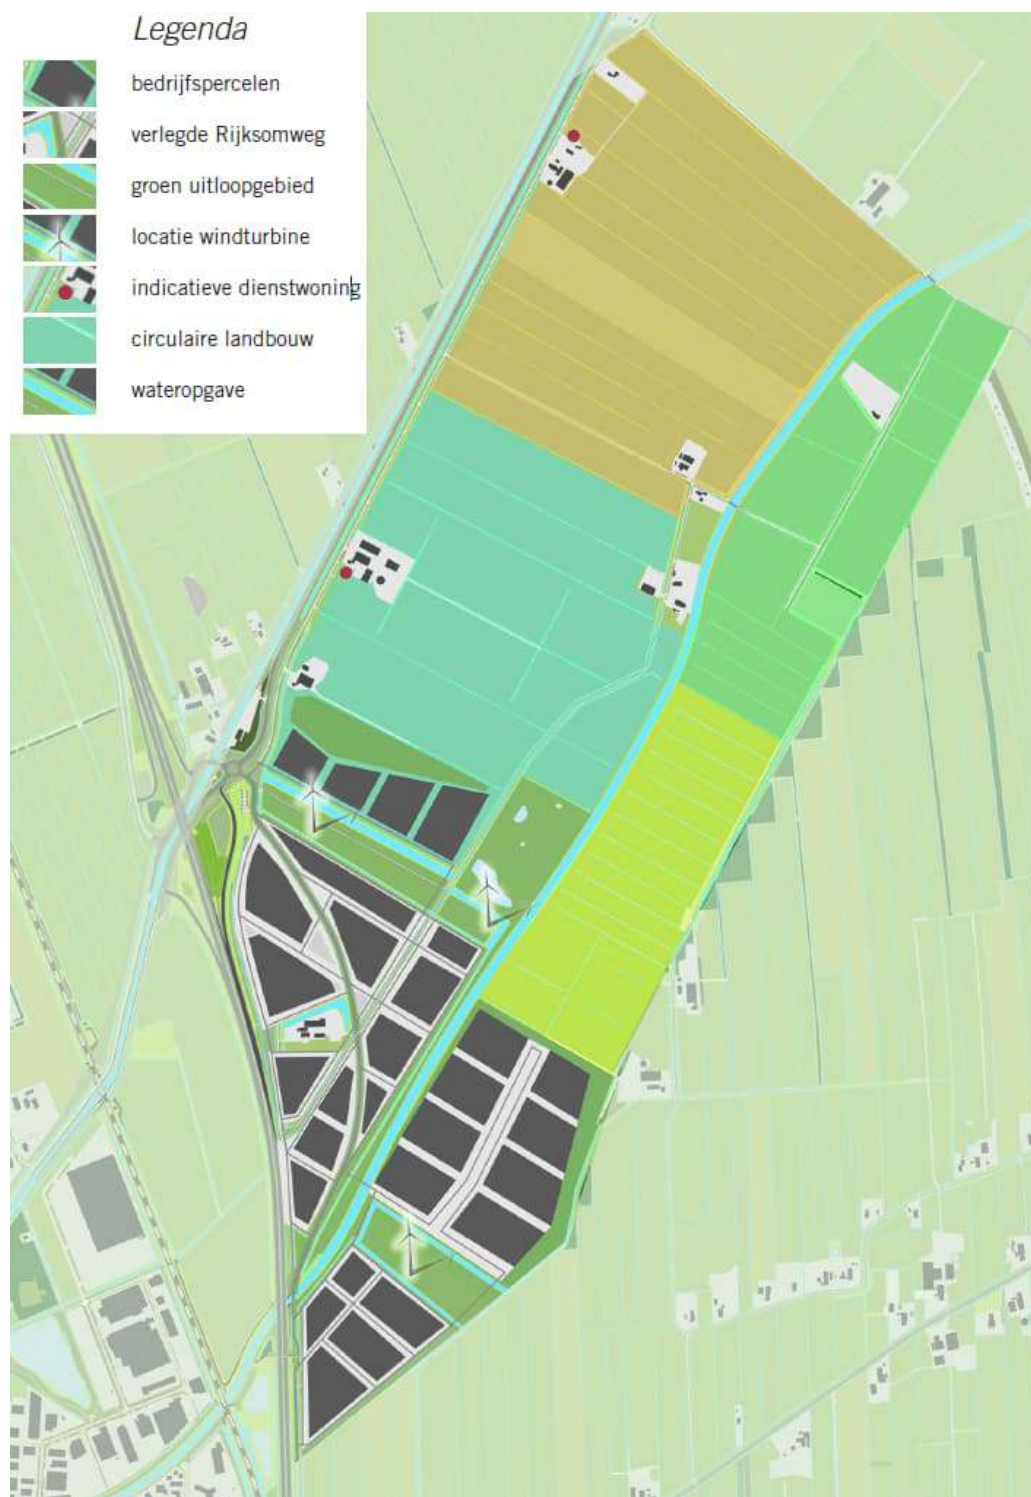 Legenda
bedrijfspercelen
verlegde Rijksomweg
groen uitloopgebied
locatie windturbine
indicatieve dienstwoning
circulaire landbouw
wateropgave